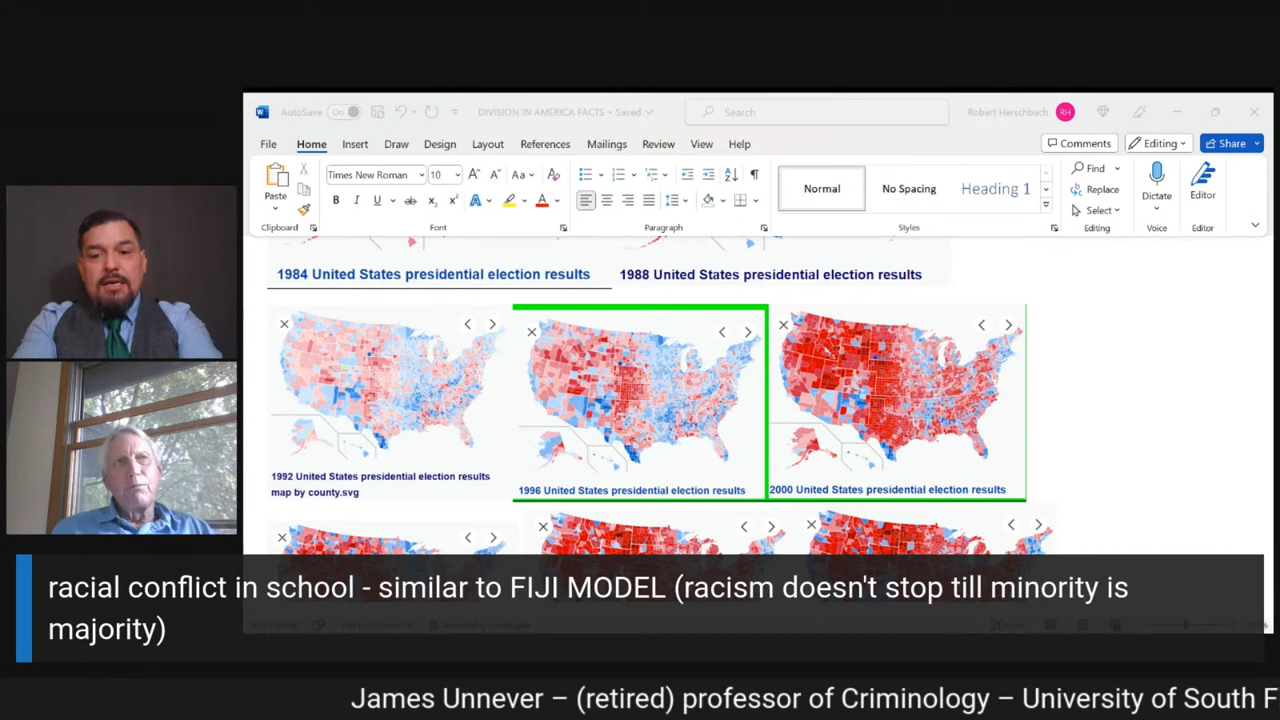 AutoSave On DIVISION IN AMERICA FACTS • Saved Search Robert Herschbach RH
File Home Insert Draw Design Layout References Mailings Review View Help Comments Editing Share
Paste Times New Roman 10 Aa Normal No Spacing Heading 1 Find Replace Select Dictate Editor
Clipboard Font Paragraph Styles Editing Voice Editor
1984 United States presidential election results 1988 United States presidential election results
1992 United States presidential election results
map by county.svg
1996 United States presidential election results 2000 United States presidential election results
racial conflict in school - similar to FIJI MODEL (racism doesn't stop till minority is
majority)
James Unnever – (retired) professor of Criminology – University of South F